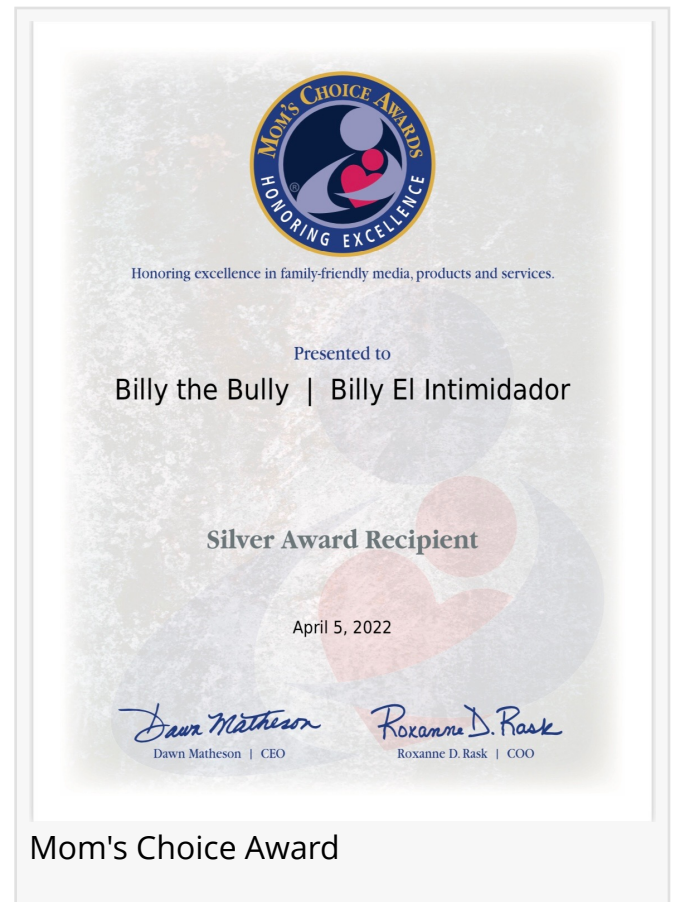 MOM'S CHOICE AWARDS
HONORING EXCELLENCE
®
Honoring excellence in family-friendly media, products and services.
Presented to
Billy the Bully | Billy El Intimidador
Silver Award Recipient
April 5, 2022
Dawn Matheson Roxanne D. Rask
Dawn Matheson | CEO Roxanne D. Rask | COO
Mom's Choice Award